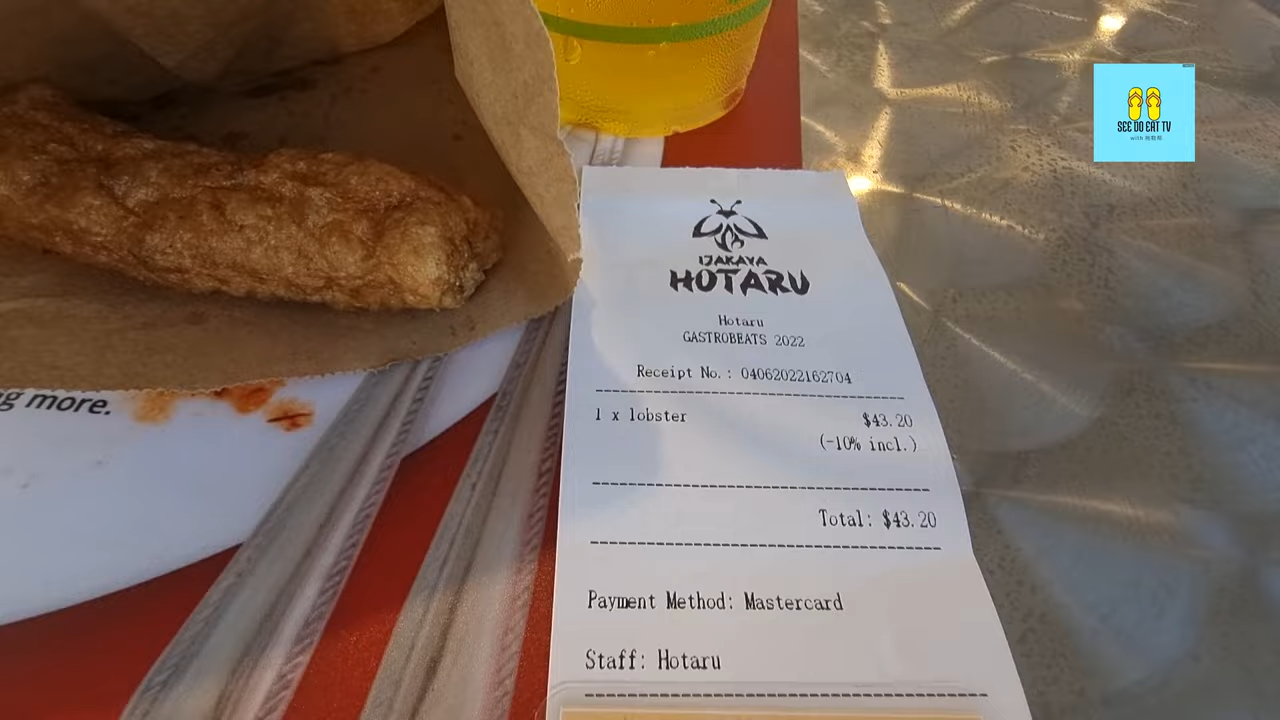 SEE DO EAT TV
IZAKAYA
HOTARU
Hotaru
GASTROBEATS 2022
Receipt No.: 04062022162704
1 x lobster $43.20
(-10% incl.)
Total: $43.20
Payment Method: Mastercard
Staff: Hotaru
more.